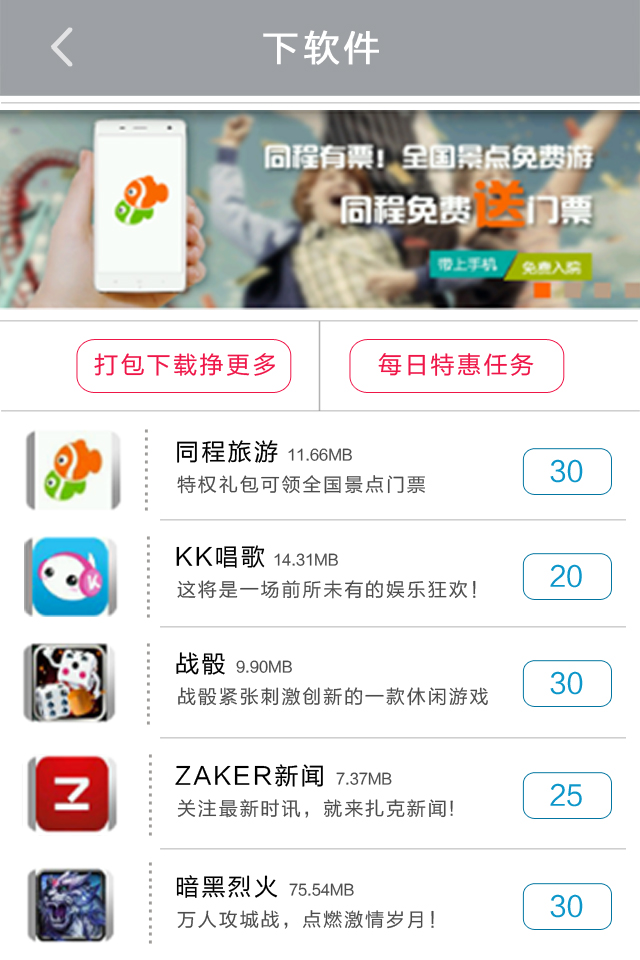 下软件
同程有票！全国景点免费游
同程免费送门票
带上手机
免费入院
打包下载挣更多
每日特惠任务
同程旅游 11.66MB
特权礼包可领全国景点门票
30
KK唱歌 14.31MB
这将是一场前所未有的娱乐狂欢！
20
K
战骰 9.90MB
战骰紧张刺激创新的一款休闲游戏
30
ZAKER新闻 7.37MB
关注最新时讯，就来扎克新闻！
25
暗黑烈火 75.54MB
万人攻城战，点燃激情岁月！
30